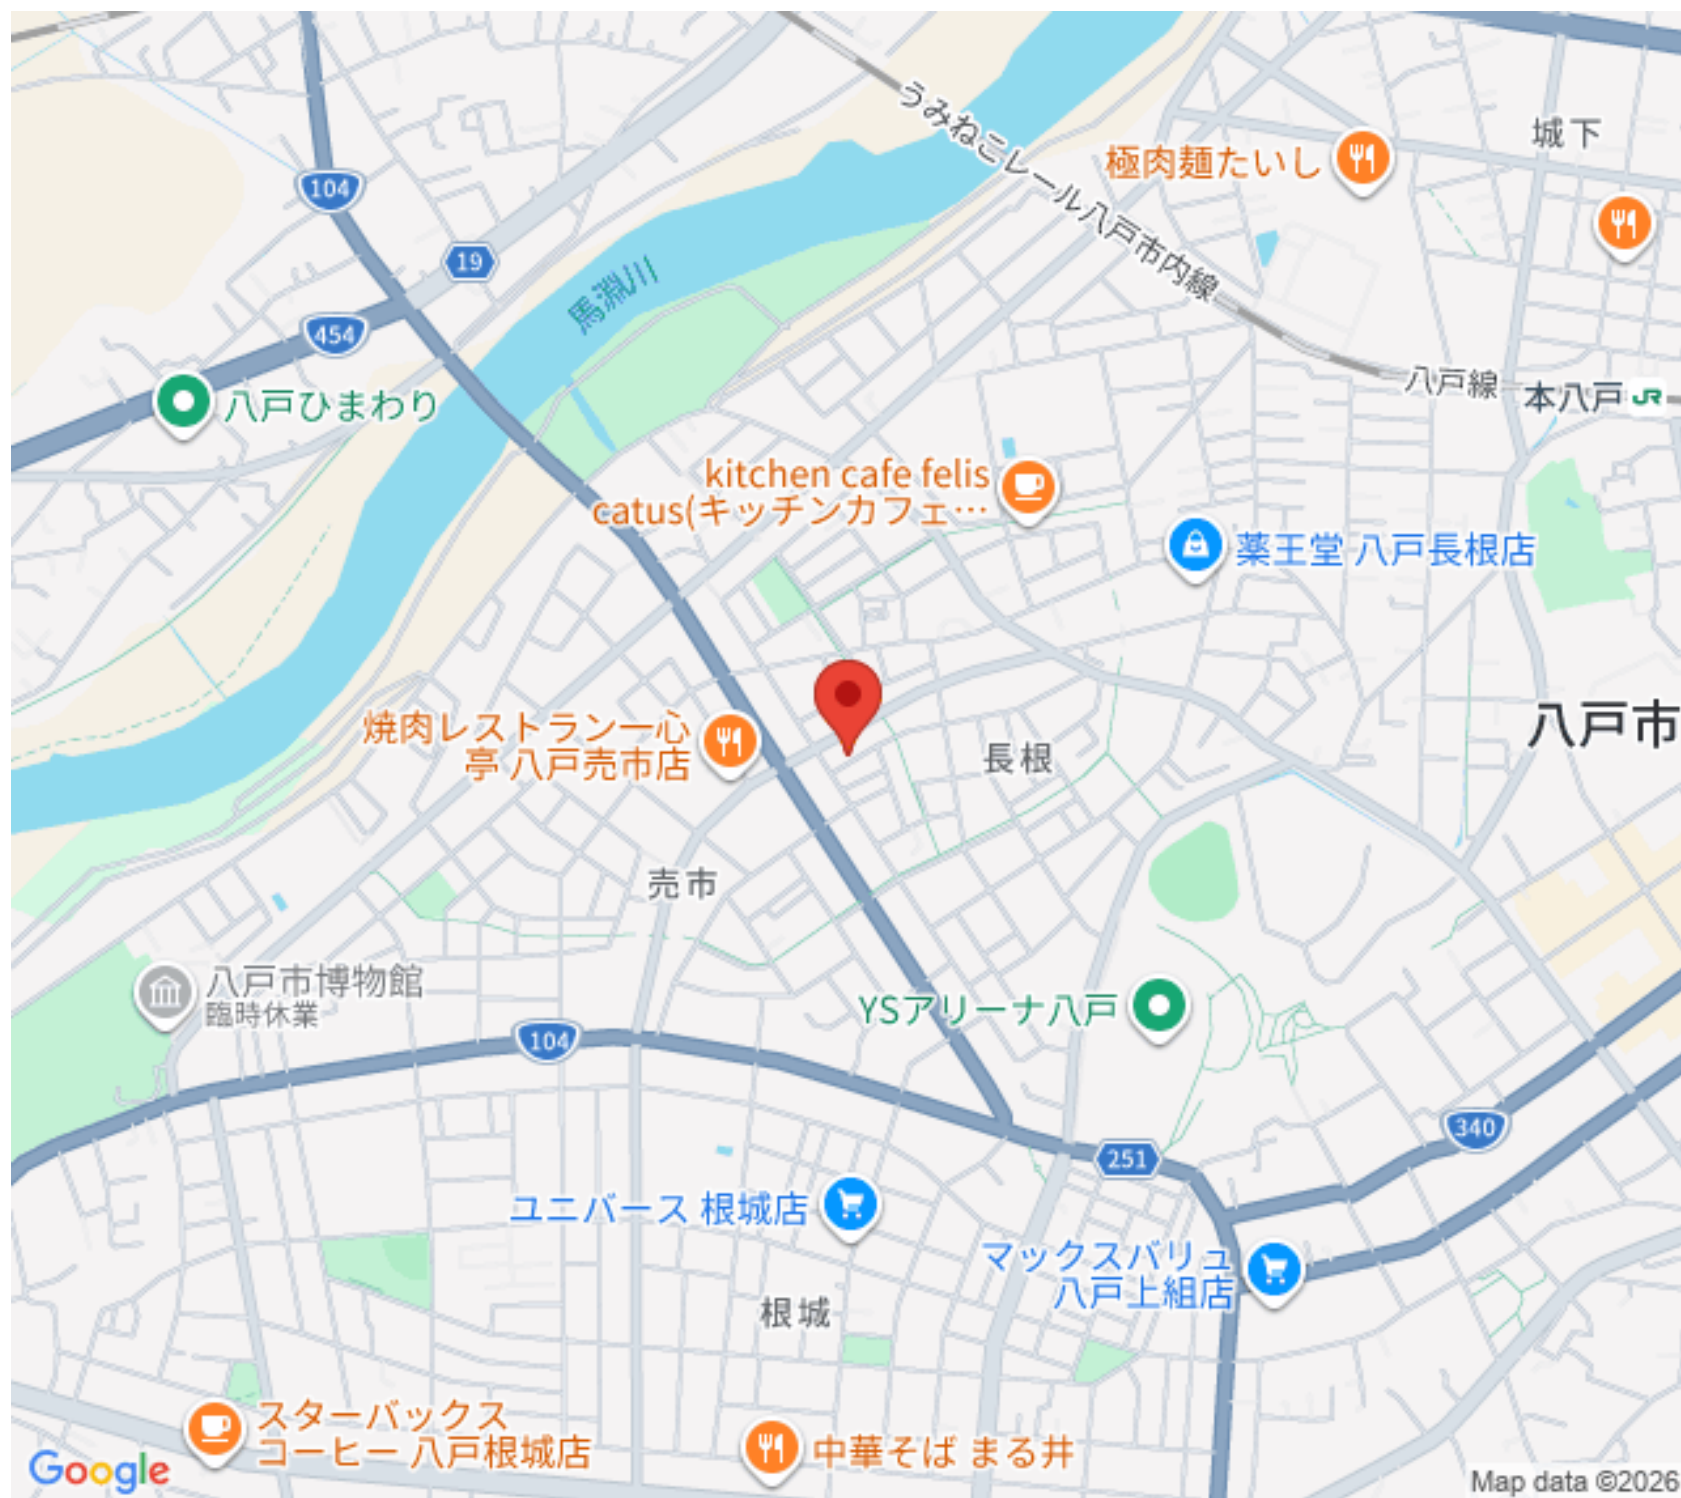 うみねこレール八戸市内線
城下
極肉麺たいし
104
19
馬淵川
454
八戸線
本八戸
JR
八戸ひまわり
kitchen cafe felis
catus(キッチンカフェ…
薬王堂 八戸長根店
焼肉レストラン一心
亭 八戸売市店
長根
八戸市
売市
八戸市博物館
臨時休業
YSアリーナ八戸
104
340
251
ユニバース 根城店
マックスバリュ
八戸上組店
根城
スターバックス
コーヒー 八戸根城店
中華そば まる井
Google
Map data ©2026